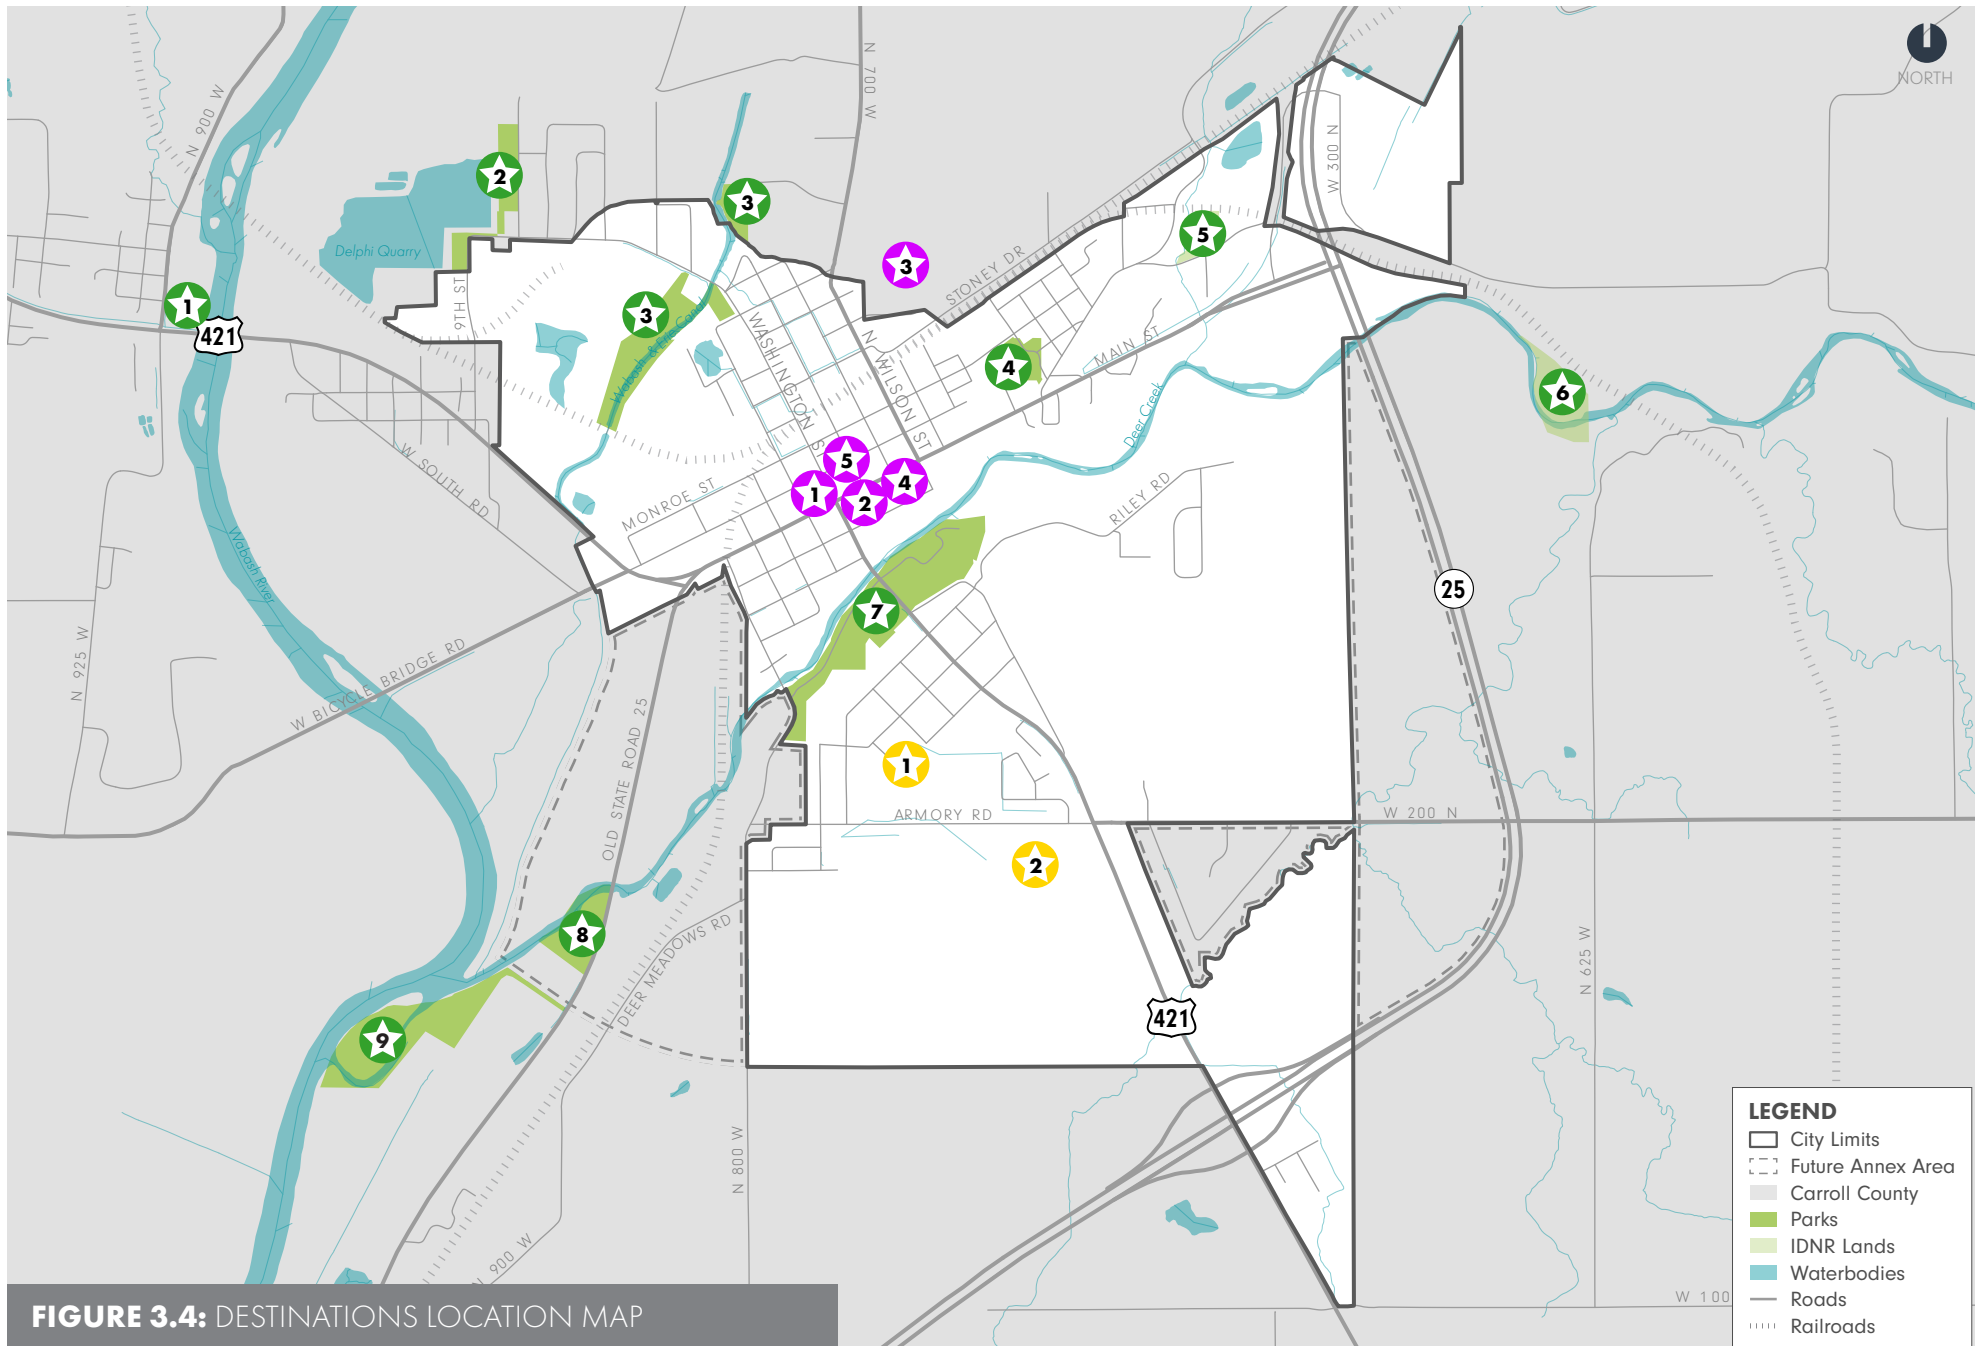 NORTH
N 900 W
N 700 W
W 300 N
2
3
5
3
Delphi Quarry
STONEY DR
1
421
9TH ST
3
Wabash & Erie Canal
WASHINGTON ST
N WILSON ST
4
MAIN ST
6
Deer Creek
W SOUTH RD
5
4
1
2
MONROE ST
RILEY RD
Wabash River
25
7
N 925 W
W BICYCLE BRIDGE RD
OLD STATE ROAD 25
1
ARMORY RD
W 200 N
2
8
DEER MEADOWS RD
N 625 W
421
9
N 800 W
N 900 W
W 100
LEGEND
City Limits
Future Annex Area
Carroll County
Parks
IDNR Lands
Waterbodies
Roads
Railroads
FIGURE 3.4: DESTINATIONS LOCATION MAP